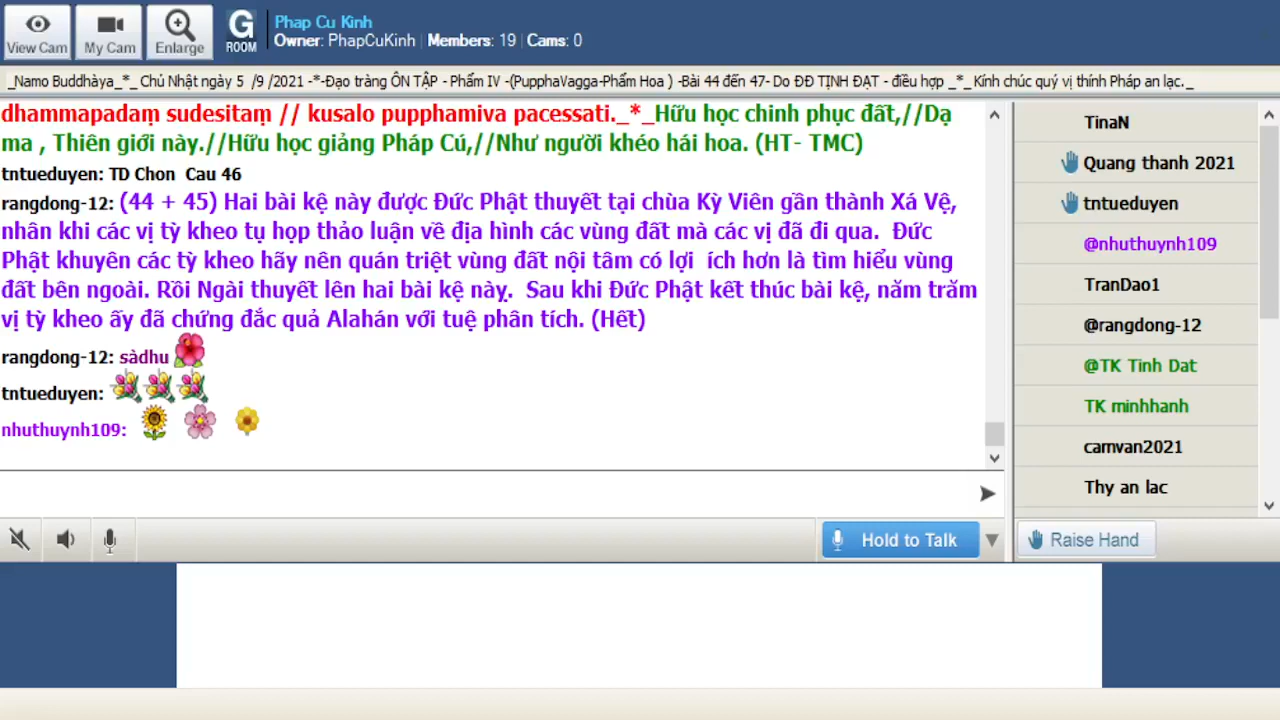 View Cam
My Cam
Enlarge
G
ROOM
Phap Cu Kinh
Owner: PhapCuKinh | Members: 19 | Cams: 0
_Namo Buddhàya_*_ Chủ Nhật ngày 5 /9 /2021 -*-Đạo tràng ÔN TẬP - Phẩm IV -(PupphaVagga-Phẩm Hoa ) -Bài 44 đến 47- Do ĐĐ TỊNH ĐẠT - điều hợp _*_Kính chúc quý vị thính Pháp an lạc._
dhammapadaṃ sudesitaṃ // kusalo pupphamiva pacessati._*_Hữu học chinh phục đất,//Dạ
ma , Thiên giới này.//Hữu học giảng Pháp Cú,//Như người khéo hái hoa. (HT- TMC)
tntueduyen: TD Chon Cau 46
rangdong-12: (44 + 45) Hai bài kệ này được Đức Phật thuyết tại chùa Kỳ Viên gần thành Xá Vệ,
nhân khi các vị tỳ kheo tụ họp thảo luận về địa hình các vùng đất mà các vị đã đi qua. Đức
Phật khuyên các tỳ kheo hãy nên quán triệt vùng đất nội tâm có lợi ích hơn là tìm hiểu vùng
đất bên ngoài. Rồi Ngài thuyết lên hai bài kệ này. Sau khi Đức Phật kết thúc bài kệ, năm trăm
vị tỳ kheo ấy đã chứng đắc quả Alahán với tuệ phân tích. (Hết)
rangdong-12: sàdhu
tntueduyen:
nhuthuynh109:
TinaN
Quang thanh 2021
tntueduyen
@nhuthuynh109
TranDao1
@rangdong-12
@TK Tinh Dat
TK minhhanh
camvan2021
Thy an lac
Hold to Talk
Raise Hand